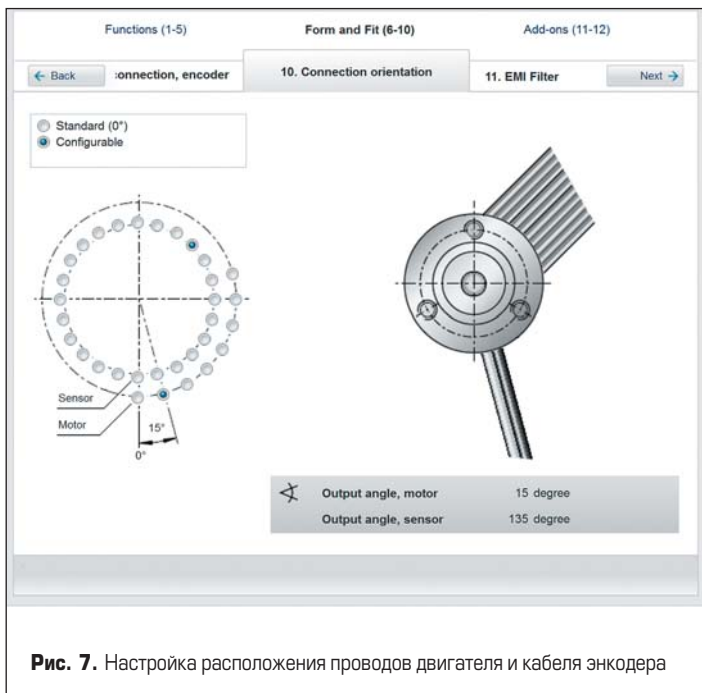 Functions (1-5)
Form and Fit (6-10)
Add-ons (11-12)
← Back
:onnection, encoder
10. Connection orientation
11. EMI Filter
Next →
Standard (0°)
Configurable
Sensor
Motor
15°
0°
Output angle, motor 15 degree
Output angle, sensor 135 degree
Рис. 7. Настройка расположения проводов двигателя и кабеля энкодера